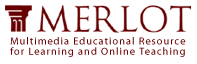 MERLOT
Multimedia Educational Resource
for Learning and Online Teaching